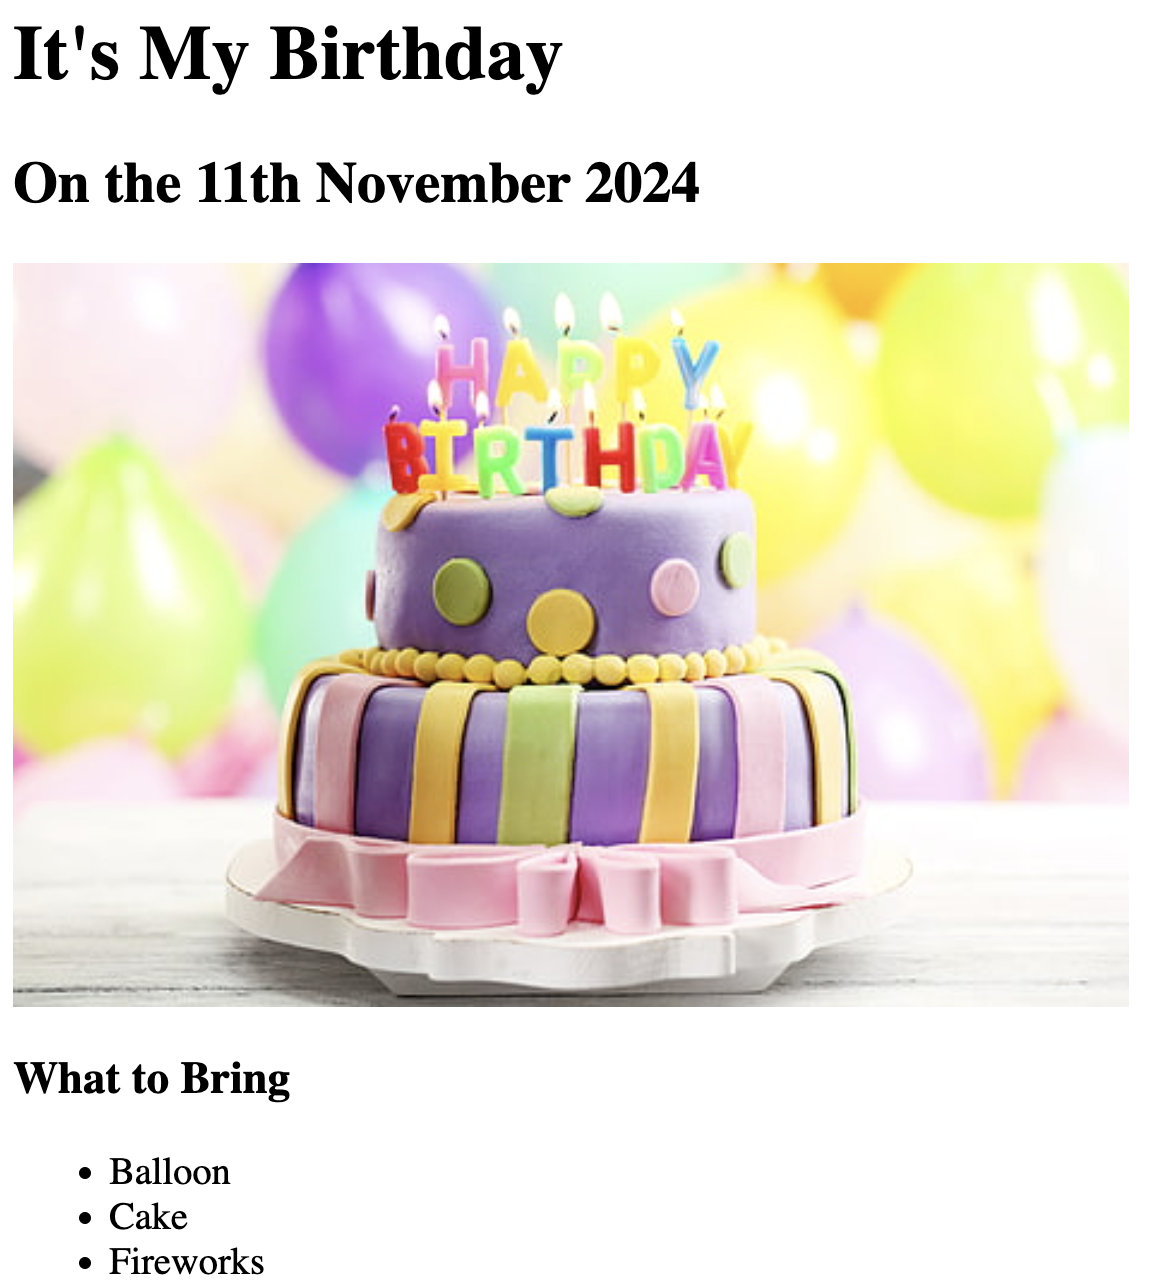 It's My Birthday
On the 11th November 2024
HAPPY
BIRTHDAY
What to Bring
Balloon
Cake
Fireworks